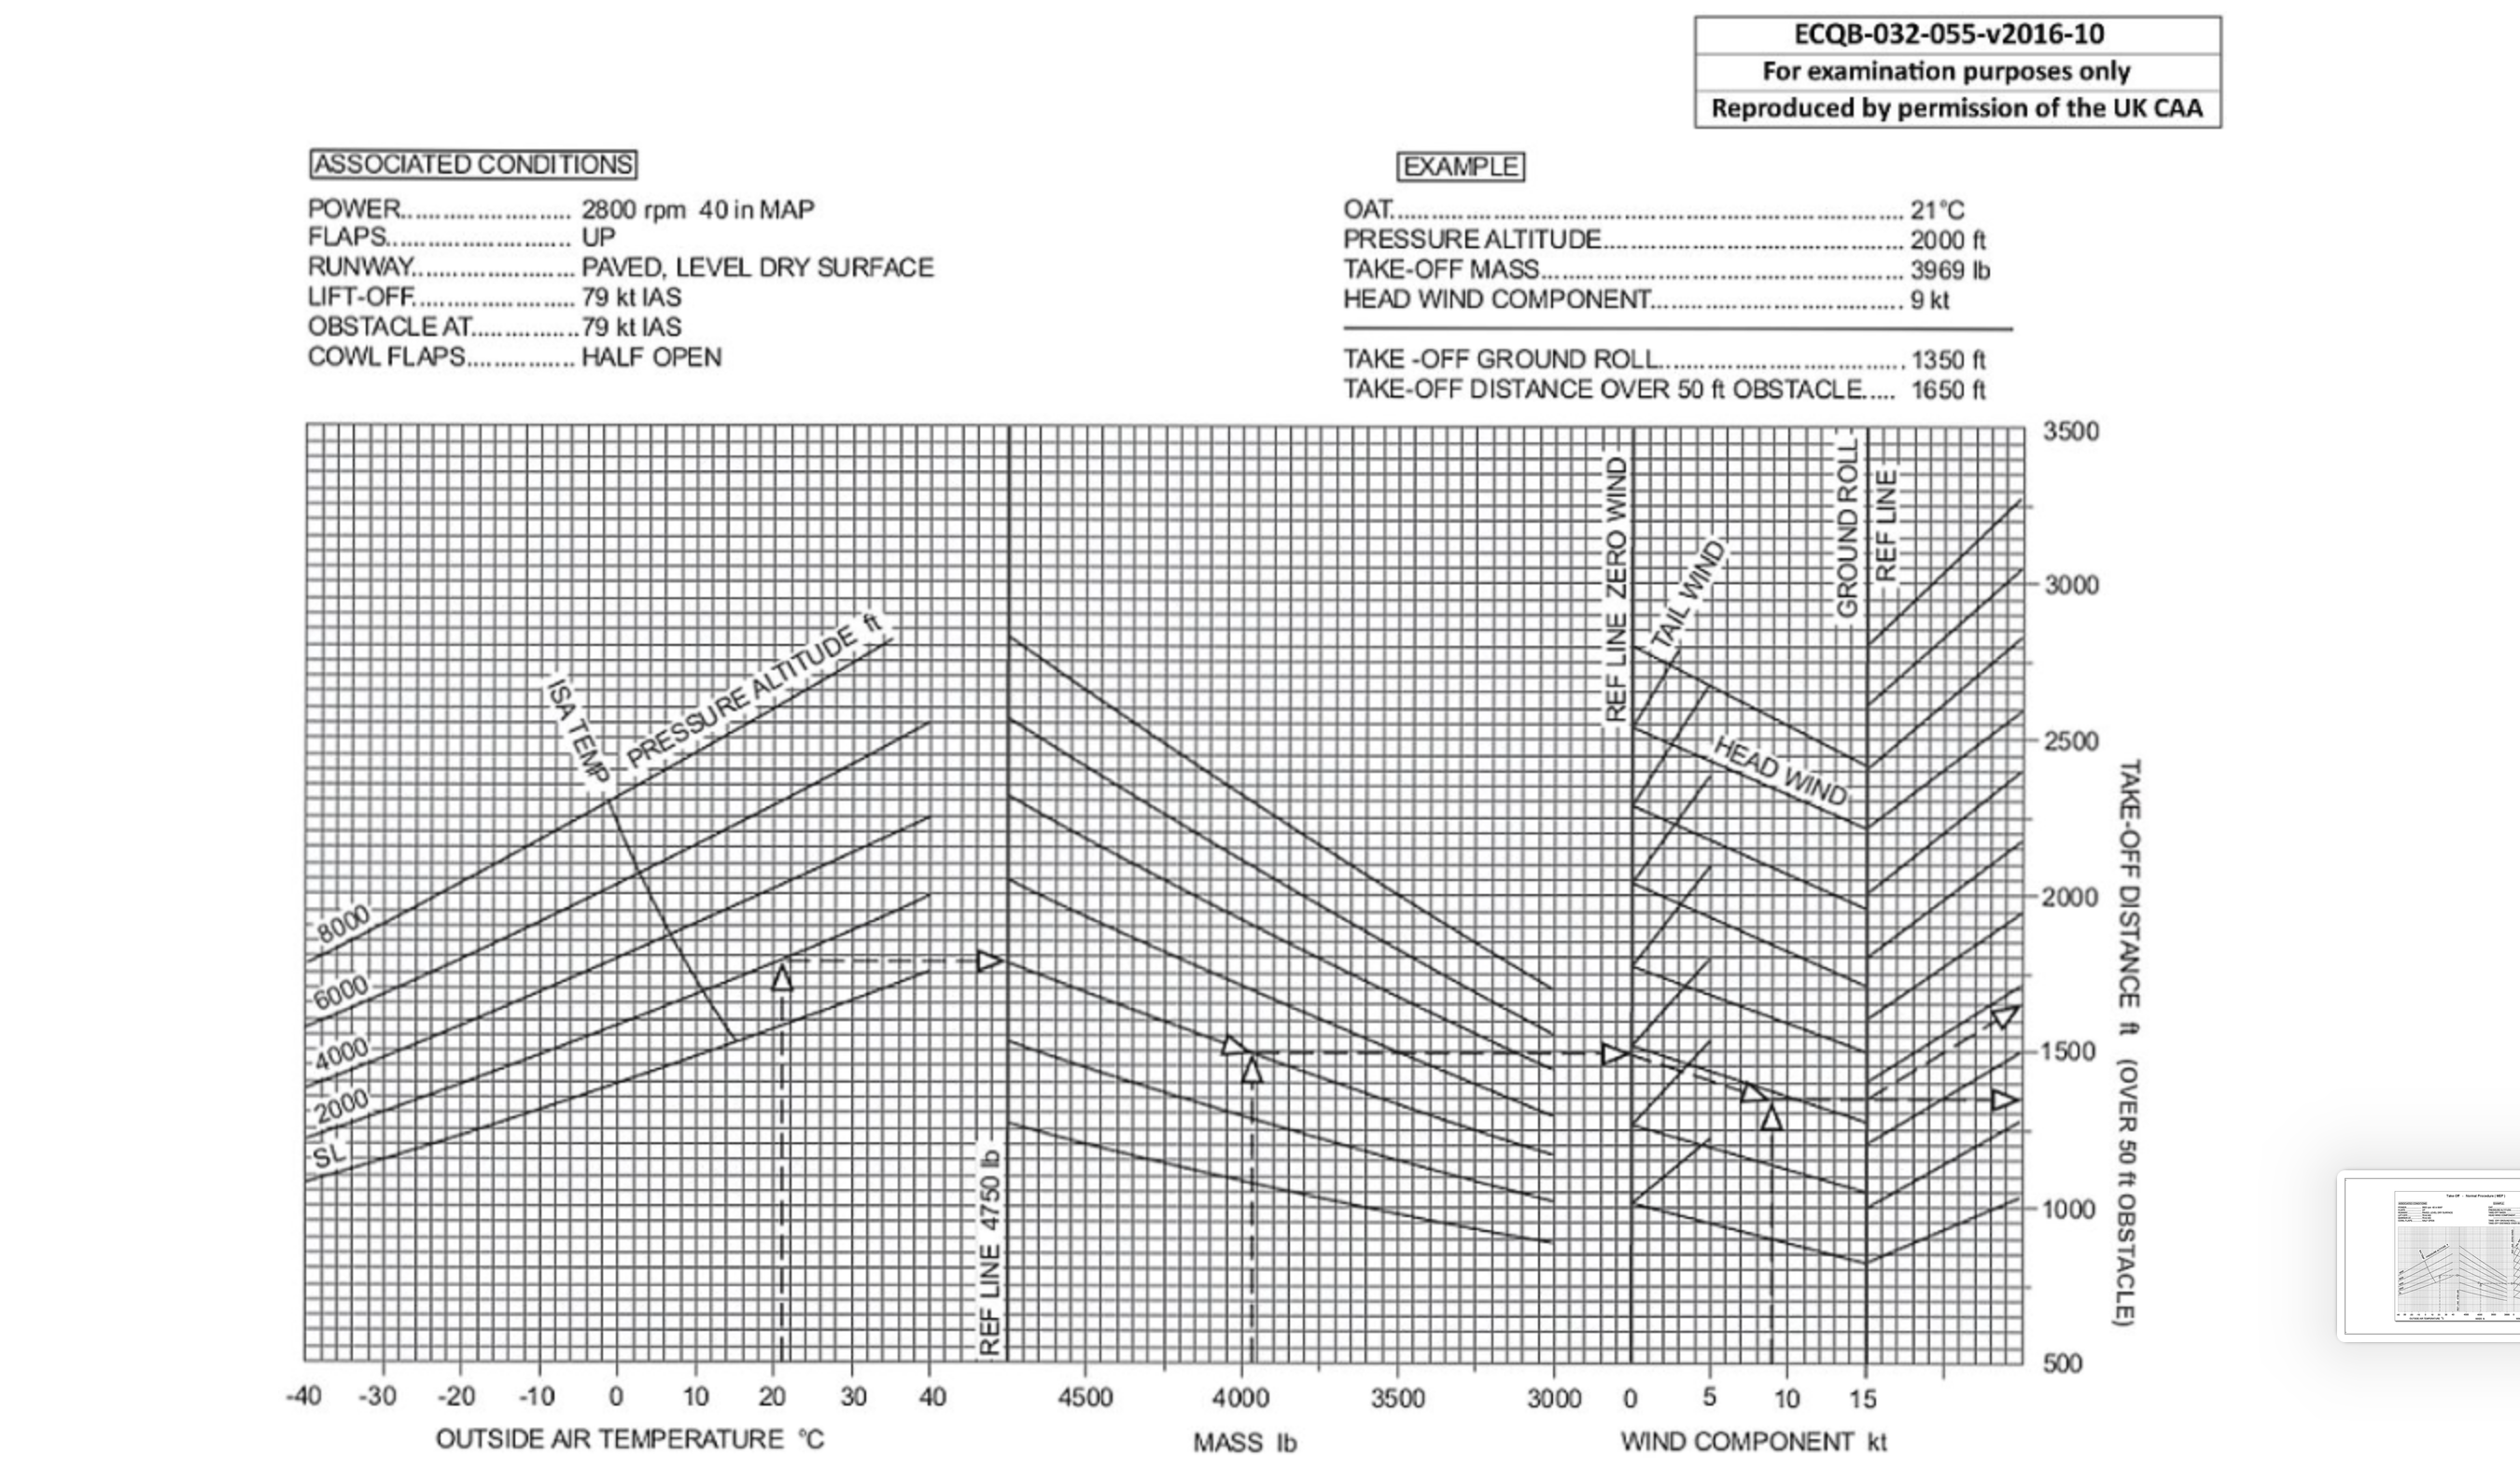 ECQB-032-055-v2016-10
For examination purposes only
Reproduced by permission of the UK CAA
ASSOCIATED CONDITIONS
POWER......................... 2800 rpm 40 in MAP
FLAPS........................... UP
RUNWAY........................ PAVED, LEVEL DRY SURFACE
LIFT-OFF........................ 79 kt IAS
OBSTACLE AT................79 kt IAS
COWL FLAPS................ HALF OPEN
EXAMPLE
OAT............................................................................ 21°C
PRESSURE ALTITUDE............................................. 2000 ft
TAKE-OFF MASS...................................................... 3969 lb
HEAD WIND COMPONENT...................................... 9 kt
TAKE -OFF GROUND ROLL..................................... 1350 ft
TAKE-OFF DISTANCE OVER 50 ft OBSTACLE..... 1650 ft
ISA TEMP
PRESSURE ALTITUDE ft
8000
6000
4000
2000
SL
REF LINE 4750 lb
REF LINE ZERO WIND
TAIL WIND
HEAD WIND
GROUND ROLL
REF LINE
3500
3000
2500
2000
1500
1000
500
TAKE-OFF DISTANCE ft (OVER 50 ft OBSTACLE)
-40 -30 -20 -10 0 10 20 30 40 4500 4000 3500 3000 0 5 10 15
OUTSIDE AIR TEMPERATURE °C MASS lb WIND COMPONENT kt